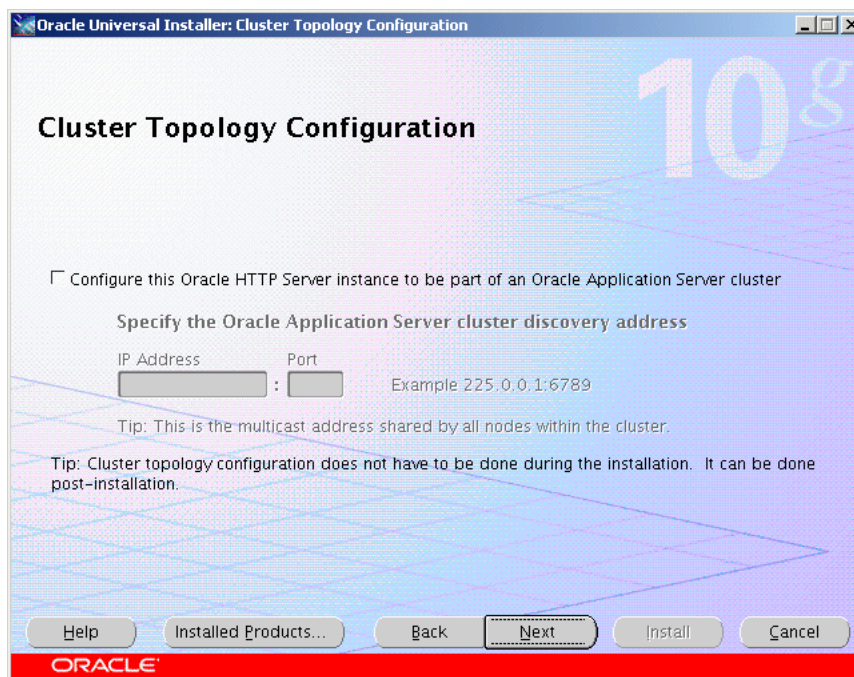 Oracle Universal Installer: Cluster Topology Configuration
10g
Cluster Topology Configuration
Configure this Oracle HTTP Server instance to be part of an Oracle Application Server cluster
Specify the Oracle Application Server cluster discovery address
IP Address Port
: Example 225.0.0.1:6789
Tip: This is the multicast address shared by all nodes within the cluster.
Tip: Cluster topology configuration does not have to be done during the installation. It can be done
post-installation.
Help Installed Products... Back Next Install Cancel
ORACLE